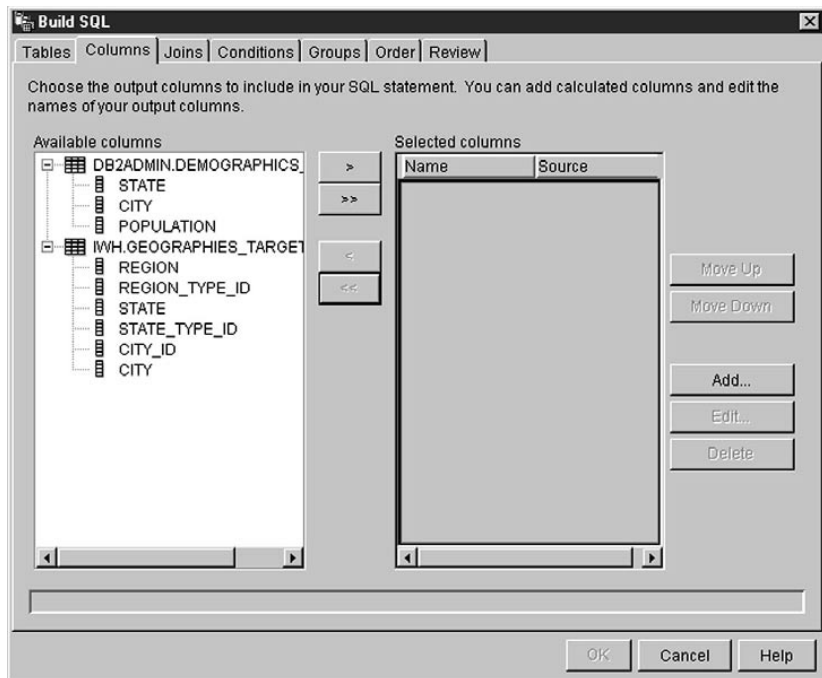 Build SQL
Tables Columns Joins Conditions Groups Order Review
Choose the output columns to include in your SQL statement. You can add calculated columns and edit the
names of your output columns.
Available columns
DB2ADMIN.DEMOGRAPHICS_
STATE
CITY
POPULATION
IWH.GEOGRAPHIES_TARGET
REGION
REGION_TYPE_ID
STATE
STATE_TYPE_ID
CITY_ID
CITY
>
>>
<
<<
Selected columns
Name Source
Move Up
Move Down
Add...
Edit...
Delete
OK Cancel Help